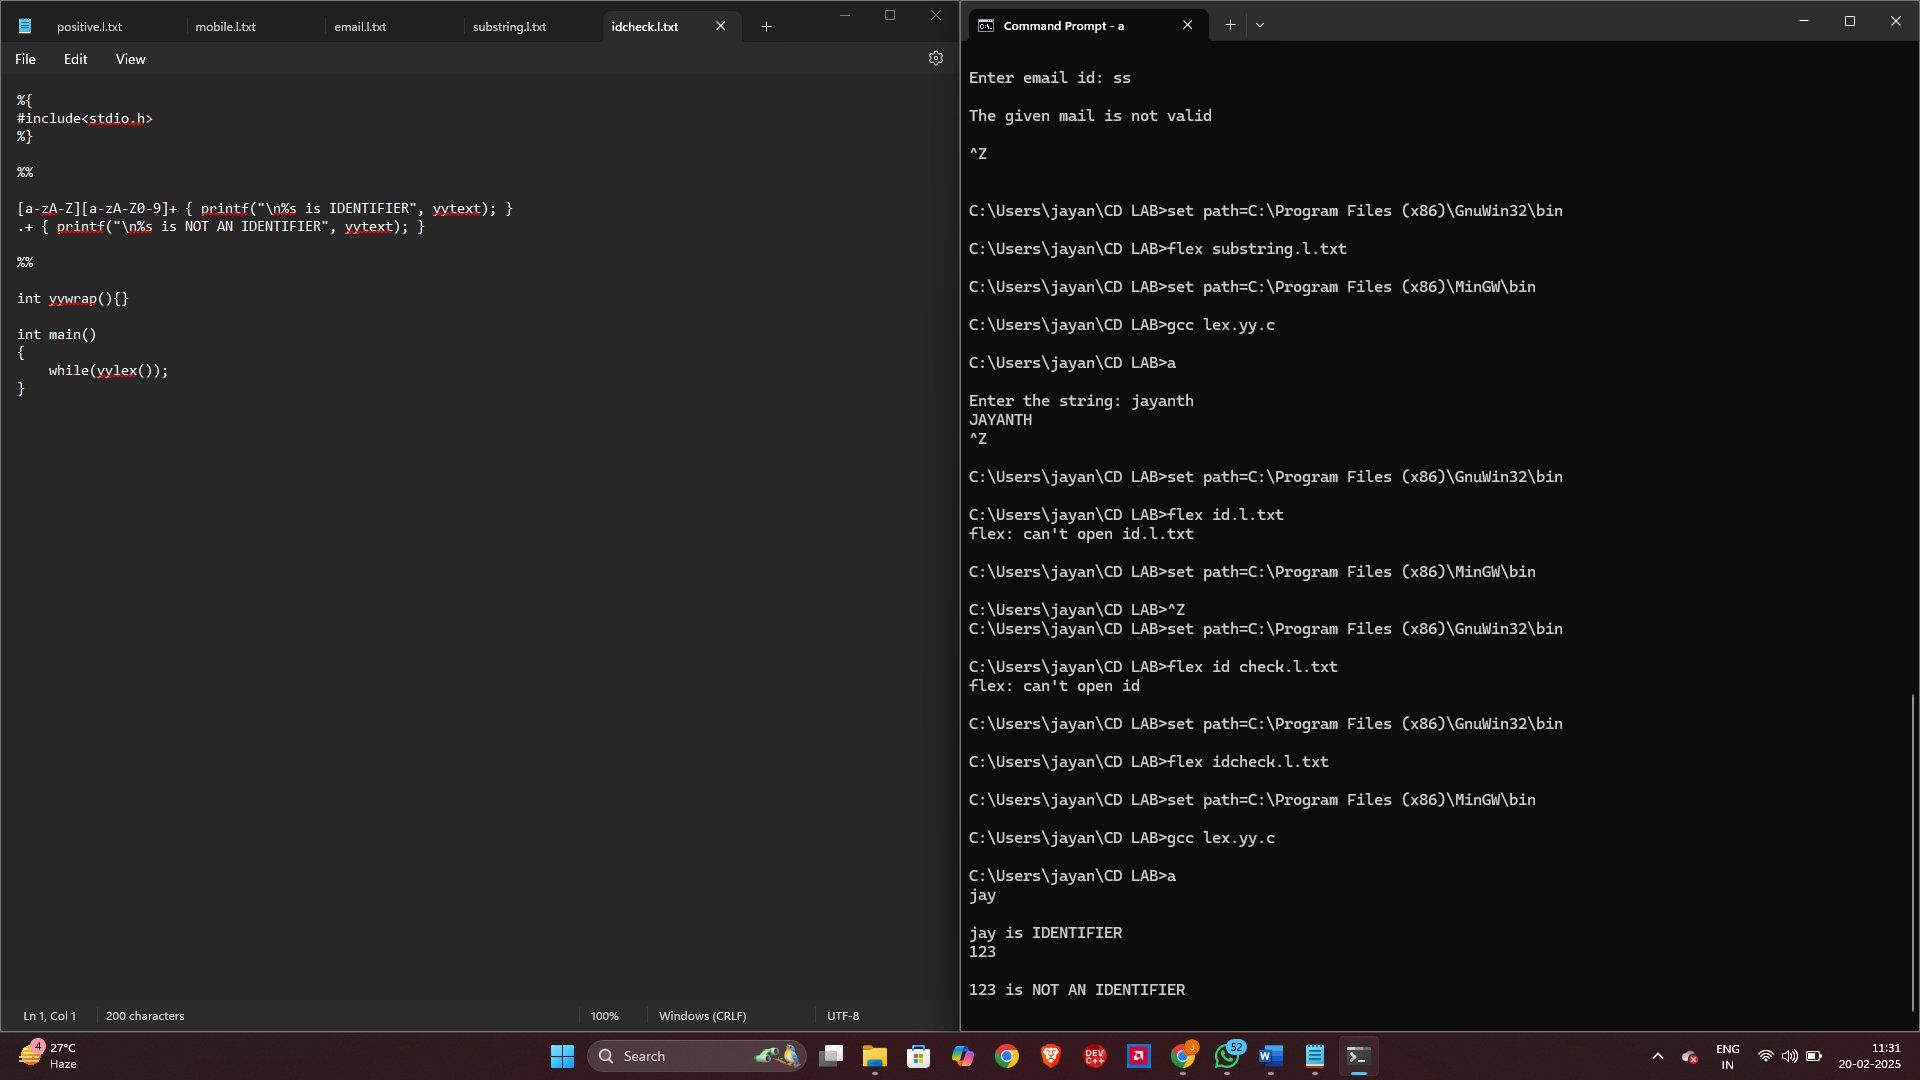 positive.l.txt
mobile.l.txt
email.l.txt
substring.l.txt
idcheck.l.txt
File
Edit
View
%{
#include<stdio.h>
%}
%%
[a-zA-Z][a-zA-Z0-9]+ { printf("\n%s is IDENTIFIER", yytext); }
.+ { printf("\n%s is NOT AN IDENTIFIER", yytext); }
%%
int yywrap(){}
int main()
{
    while(yylex());
}
Ln 1, Col 1
200 characters
100%
Windows (CRLF)
UTF-8
Command Prompt - a
Enter email id: ss
The given mail is not valid
^Z
C:\Users\jayan\CD LAB>set path=C:\Program Files (x86)\GnuWin32\bin
C:\Users\jayan\CD LAB>flex substring.l.txt
C:\Users\jayan\CD LAB>set path=C:\Program Files (x86)\MinGW\bin
C:\Users\jayan\CD LAB>gcc lex.yy.c
C:\Users\jayan\CD LAB>a
Enter the string: jayanth
JAYANTH
^Z
C:\Users\jayan\CD LAB>set path=C:\Program Files (x86)\GnuWin32\bin
C:\Users\jayan\CD LAB>flex id.l.txt
flex: can't open id.l.txt
C:\Users\jayan\CD LAB>set path=C:\Program Files (x86)\MinGW\bin
C:\Users\jayan\CD LAB>^Z
C:\Users\jayan\CD LAB>set path=C:\Program Files (x86)\GnuWin32\bin
C:\Users\jayan\CD LAB>flex id check.l.txt
flex: can't open id
C:\Users\jayan\CD LAB>set path=C:\Program Files (x86)\GnuWin32\bin
C:\Users\jayan\CD LAB>flex idcheck.l.txt
C:\Users\jayan\CD LAB>set path=C:\Program Files (x86)\MinGW\bin
C:\Users\jayan\CD LAB>gcc lex.yy.c
C:\Users\jayan\CD LAB>a
jay
jay is IDENTIFIER
123
123 is NOT AN IDENTIFIER
4
27°C
Haze
Search
DEV
C++
J
52
ENG
IN
11:31
20-02-2025